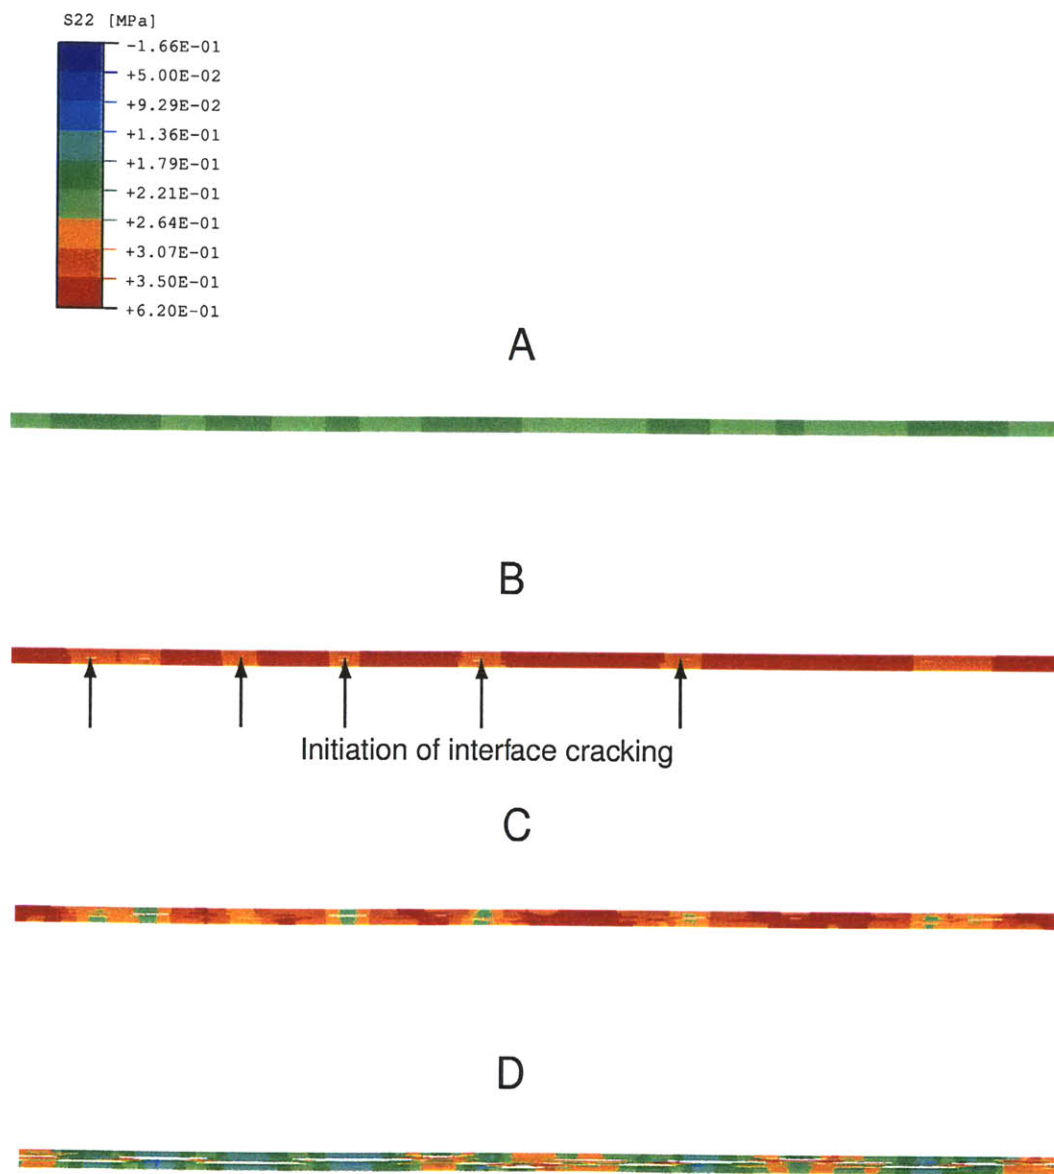 S22 [MPa]
-1.66E-01
+5.00E-02
+9.29E-02
+1.36E-01
+1.79E-01
+2.21E-01
+2.64E-01
+3.07E-01
+3.50E-01
+6.20E-01
A
B
Initiation of interface cracking
C
D